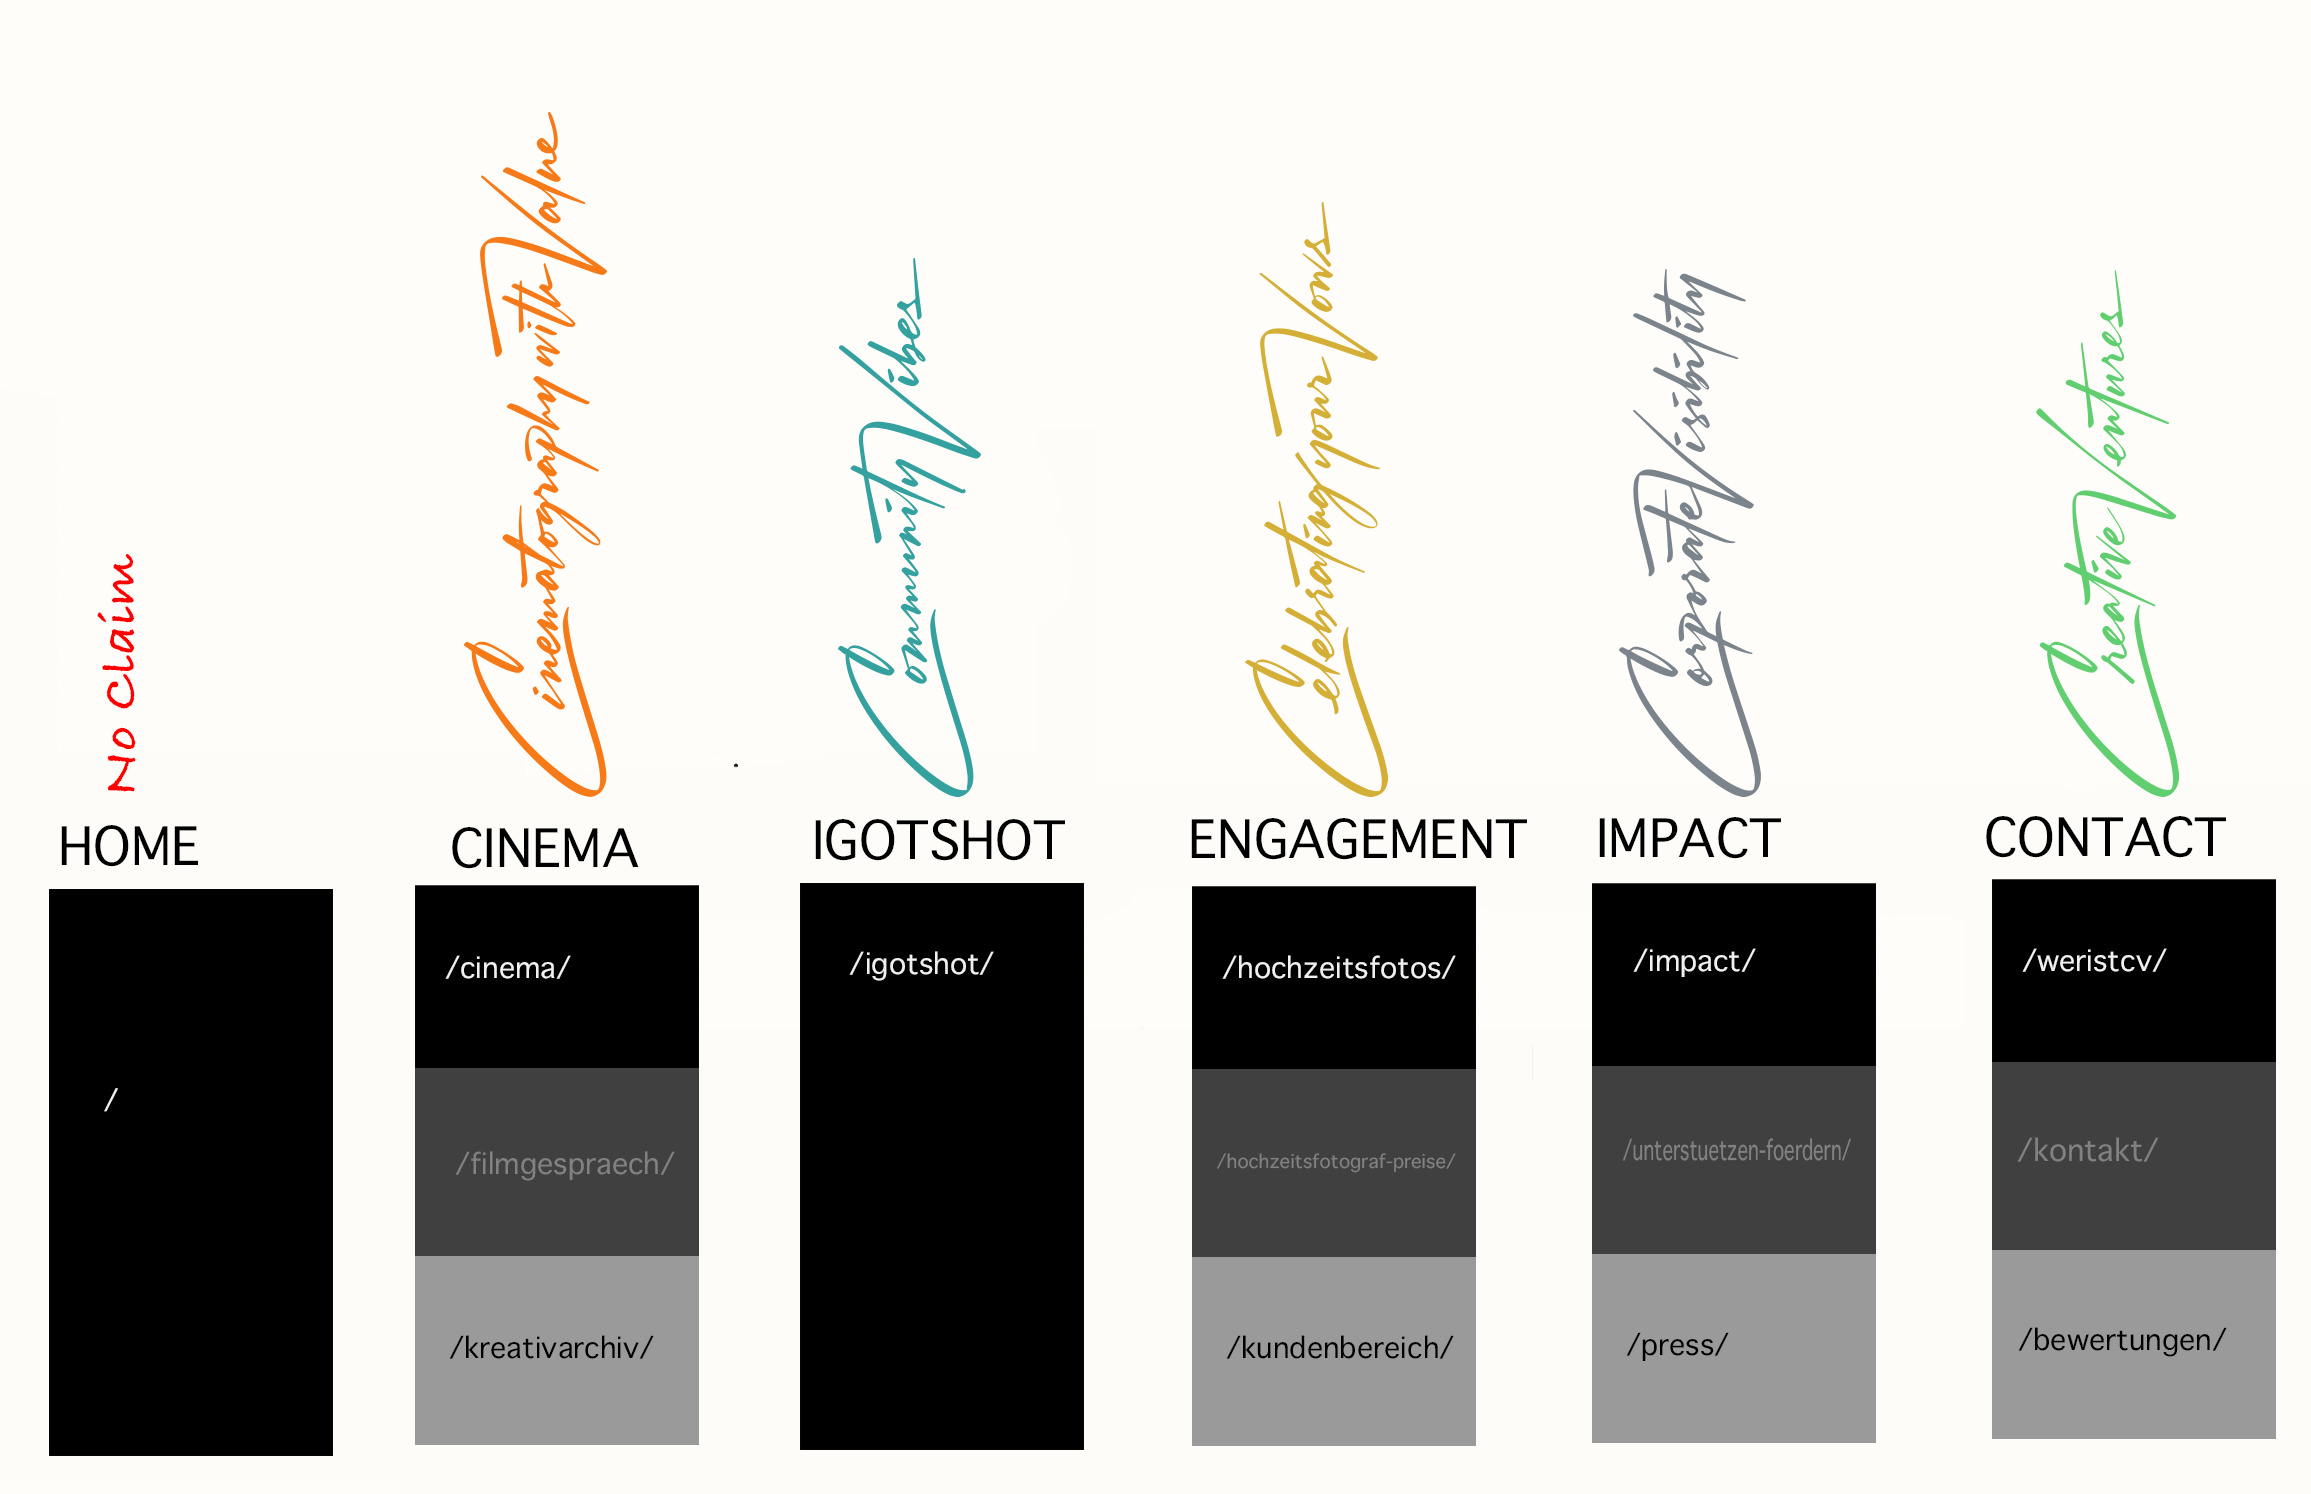 No Claim
Cinematography with Value
Community Vibes
Celebrating your Vows
Corporate Visibility
Creative Ventures
HOME
CINEMA
IGOTSHOT
ENGAGEMENT
IMPACT
CONTACT
/
/cinema/
/filmgespraech/
/kreativarchiv/
/igotshot/
/hochzeitsfotos/
/hochzeitsfotograf-preise/
/kundenbereich/
/impact/
/unterstuetzen-foerdern/
/press/
/weristcv/
/kontakt/
/bewertungen/